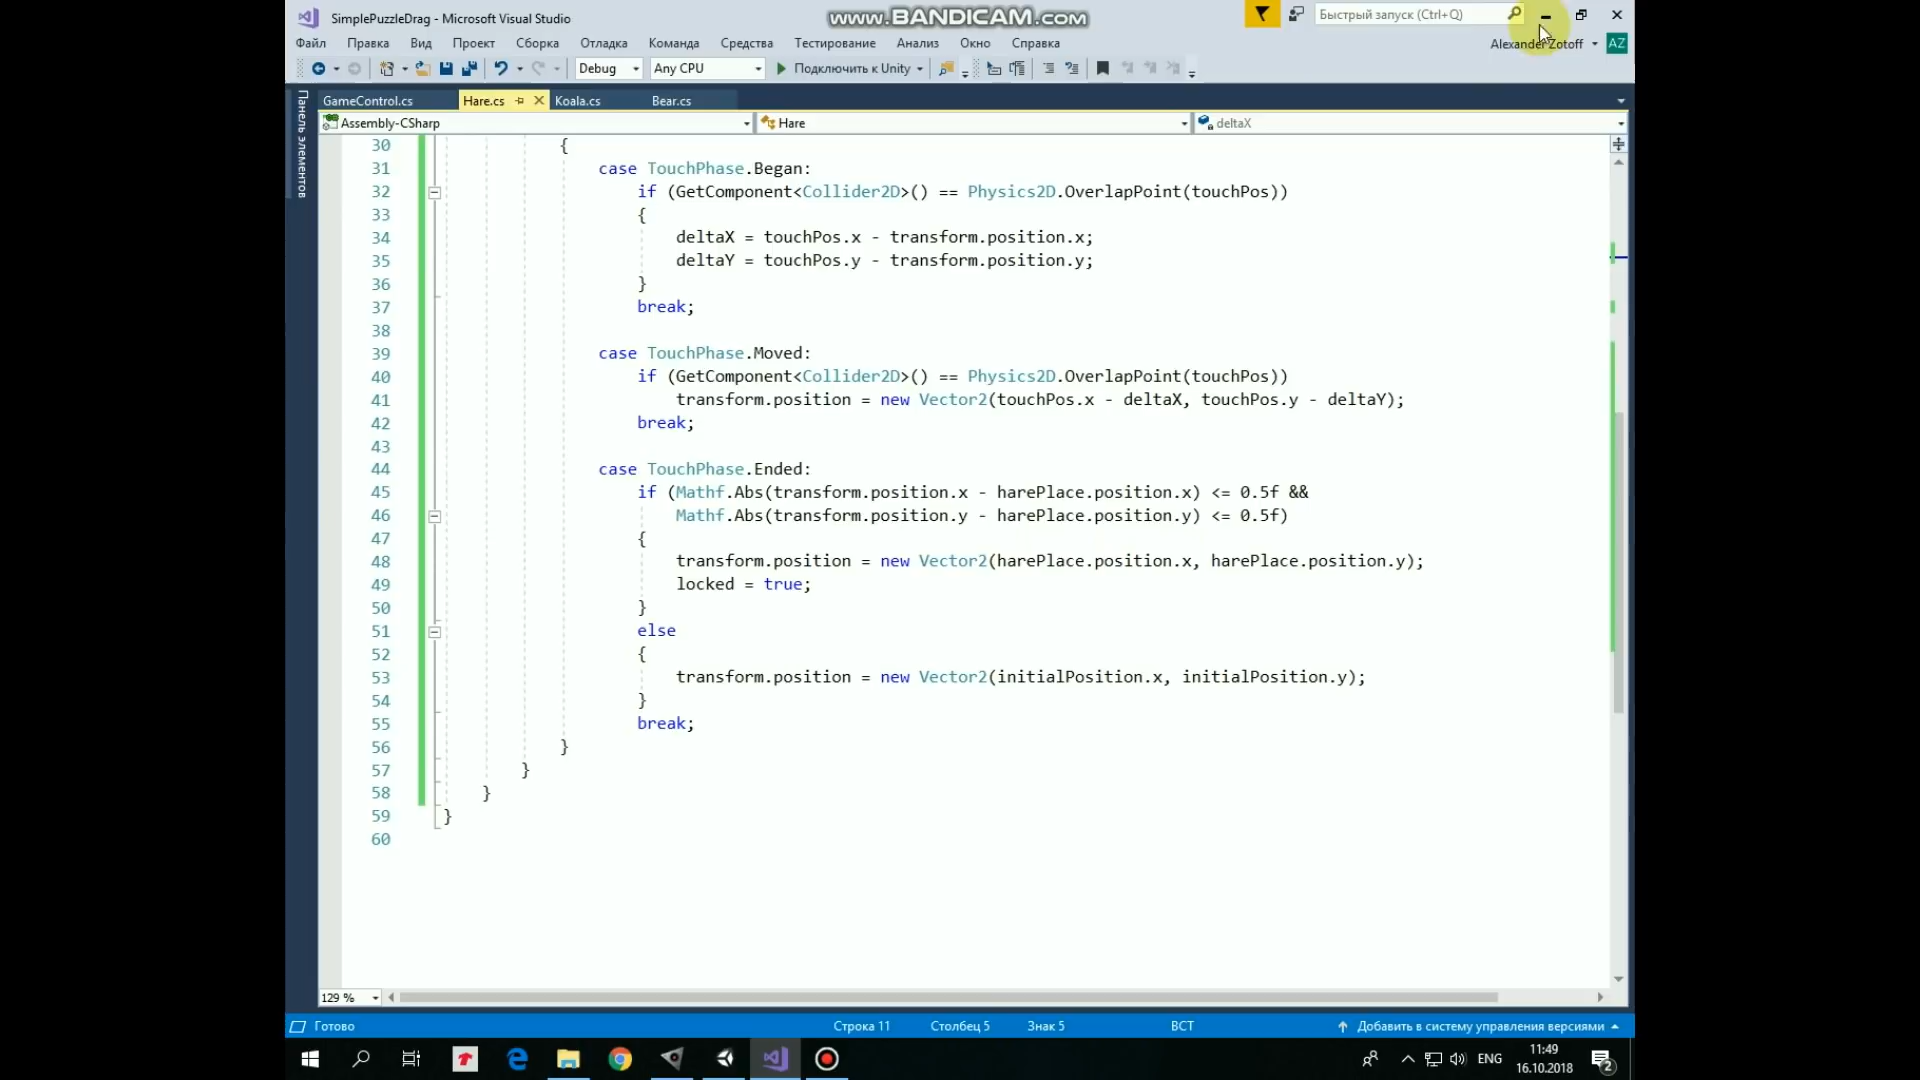 SimplePuzzleDrag - Microsoft Visual Studio
www.BANDICAM.com
Быстрый запуск (Ctrl+Q)
Файл Правка Вид Проект Сборка Отладка Команда Средства Тестирование Анализ Окно Справка
Alexander Zotoff AZ
Debug Any CPU Подключить к Unity
Панель элементов
GameControl.cs Hare.cs Koala.cs Bear.cs
Assembly-CSharp Hare deltaX
30 {
31 case TouchPhase.Began:
32 if (GetComponent<Collider2D>() == Physics2D.OverlapPoint(touchPos))
33 {
34 deltaX = touchPos.x - transform.position.x;
35 deltaY = touchPos.y - transform.position.y;
36 }
37 break;
38
39 case TouchPhase.Moved:
40 if (GetComponent<Collider2D>() == Physics2D.OverlapPoint(touchPos))
41 transform.position = new Vector2(touchPos.x - deltaX, touchPos.y - deltaY);
42 break;
43
44 case TouchPhase.Ended:
45 if (Mathf.Abs(transform.position.x - harePlace.position.x) <= 0.5f &&
46 Mathf.Abs(transform.position.y - harePlace.position.y) <= 0.5f)
47 {
48 transform.position = new Vector2(harePlace.position.x, harePlace.position.y);
49 locked = true;
50 }
51 else
52 {
53 transform.position = new Vector2(initialPosition.x, initialPosition.y);
54 }
55 break;
56 }
57 }
58 }
59 }
60
129 %
Готово Строка 11 Столбец 5 Знак 5 ВСТ Добавить в систему управления версиями
ENG 11:49
16.10.2018 2